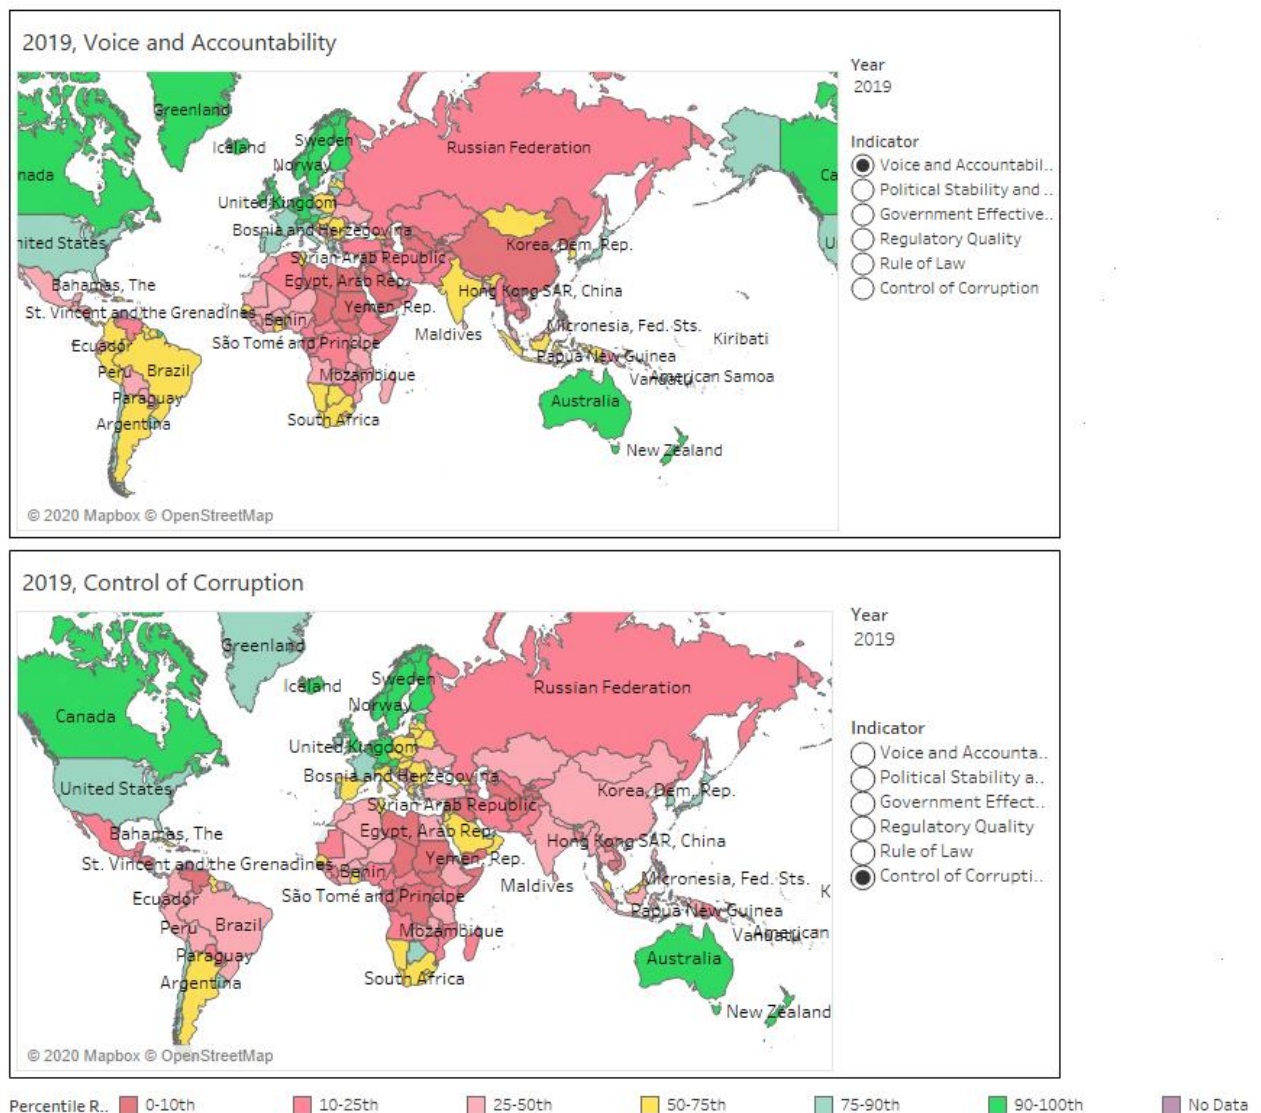 2019, Voice and Accountability
Year
2019
Indicator
Voice and Accountabil..
Political Stability and ..
Government Effective..
Regulatory Quality
Rule of Law
Control of Corruption
Greenland
Iceland
Sweden
Norway
Russian Federation
nada
Ca
United Kingdom
Bosnia and Herzegovina
nited States
Korea, Dem. Rep.
U
Syrian Arab Republic
Bahamas, The
Egypt, Arab Rep.
Hong Kong SAR, China
St. Vincent and the Grenadines
Benin
Yemen, Rep.
Maldives
Micronesia, Fed. Sts.
Kiribati
Ecuador
São Tomé and Principe
Papua New Guinea
Peru
Brazil
Mozambique
Vanuatu
American Samoa
Paraguay
Australia
Argentina
South Africa
New Zealand
© 2020 Mapbox © OpenStreetMap
2019, Control of Corruption
Year
2019
Indicator
Voice and Accounta..
Political Stability a..
Government Effect..
Regulatory Quality
Rule of Law
Control of Corrupti..
Greenland
Iceland
Sweden
Norway
Russian Federation
Canada
United Kingdom
Bosnia and Herzegovina
United States
Korea, Dem. Rep.
Syrian Arab Republic
Bahamas, The
Egypt, Arab Rep.
Hong Kong SAR, China
St. Vincent and the Grenadines
Benin
Yemen, Rep.
Maldives
Micronesia, Fed. Sts.
K
Ecuador
São Tomé and Principe
Papua New Guinea
Peru
Brazil
Mozambique
Vanuatu
American
Paraguay
Australia
Argentina
South Africa
New Zealand
© 2020 Mapbox © OpenStreetMap
Percentile R.. 0-10th 10-25th 25-50th 50-75th 75-90th 90-100th No Data